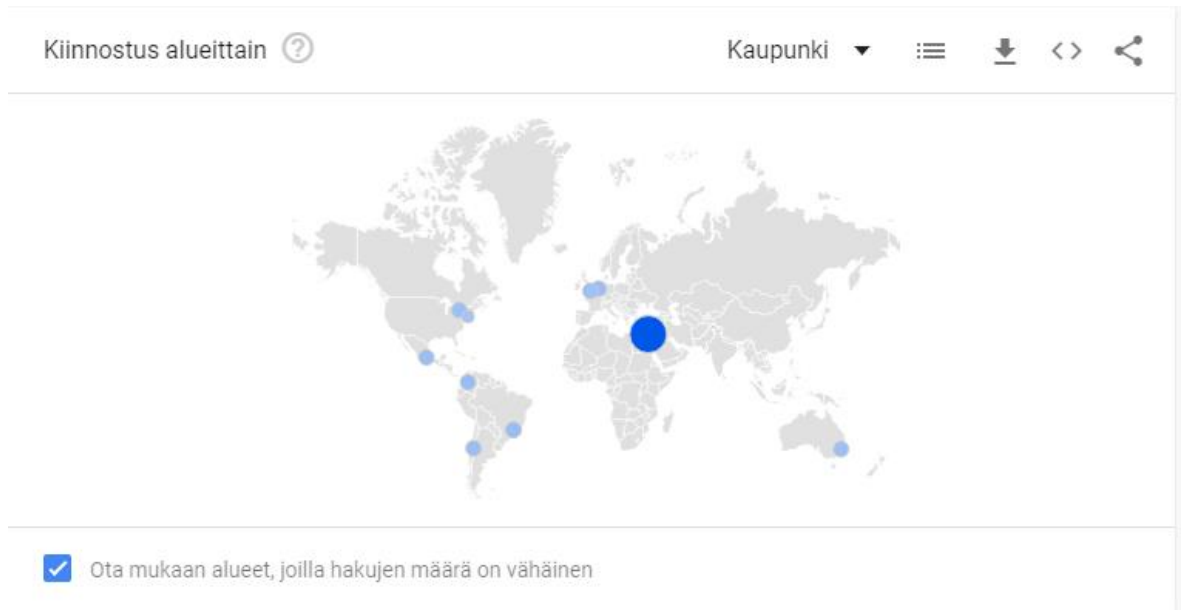 Kiinnostus alueittain ?
Kaupunki
Ota mukaan alueet, joilla hakujen määrä on vähäinen